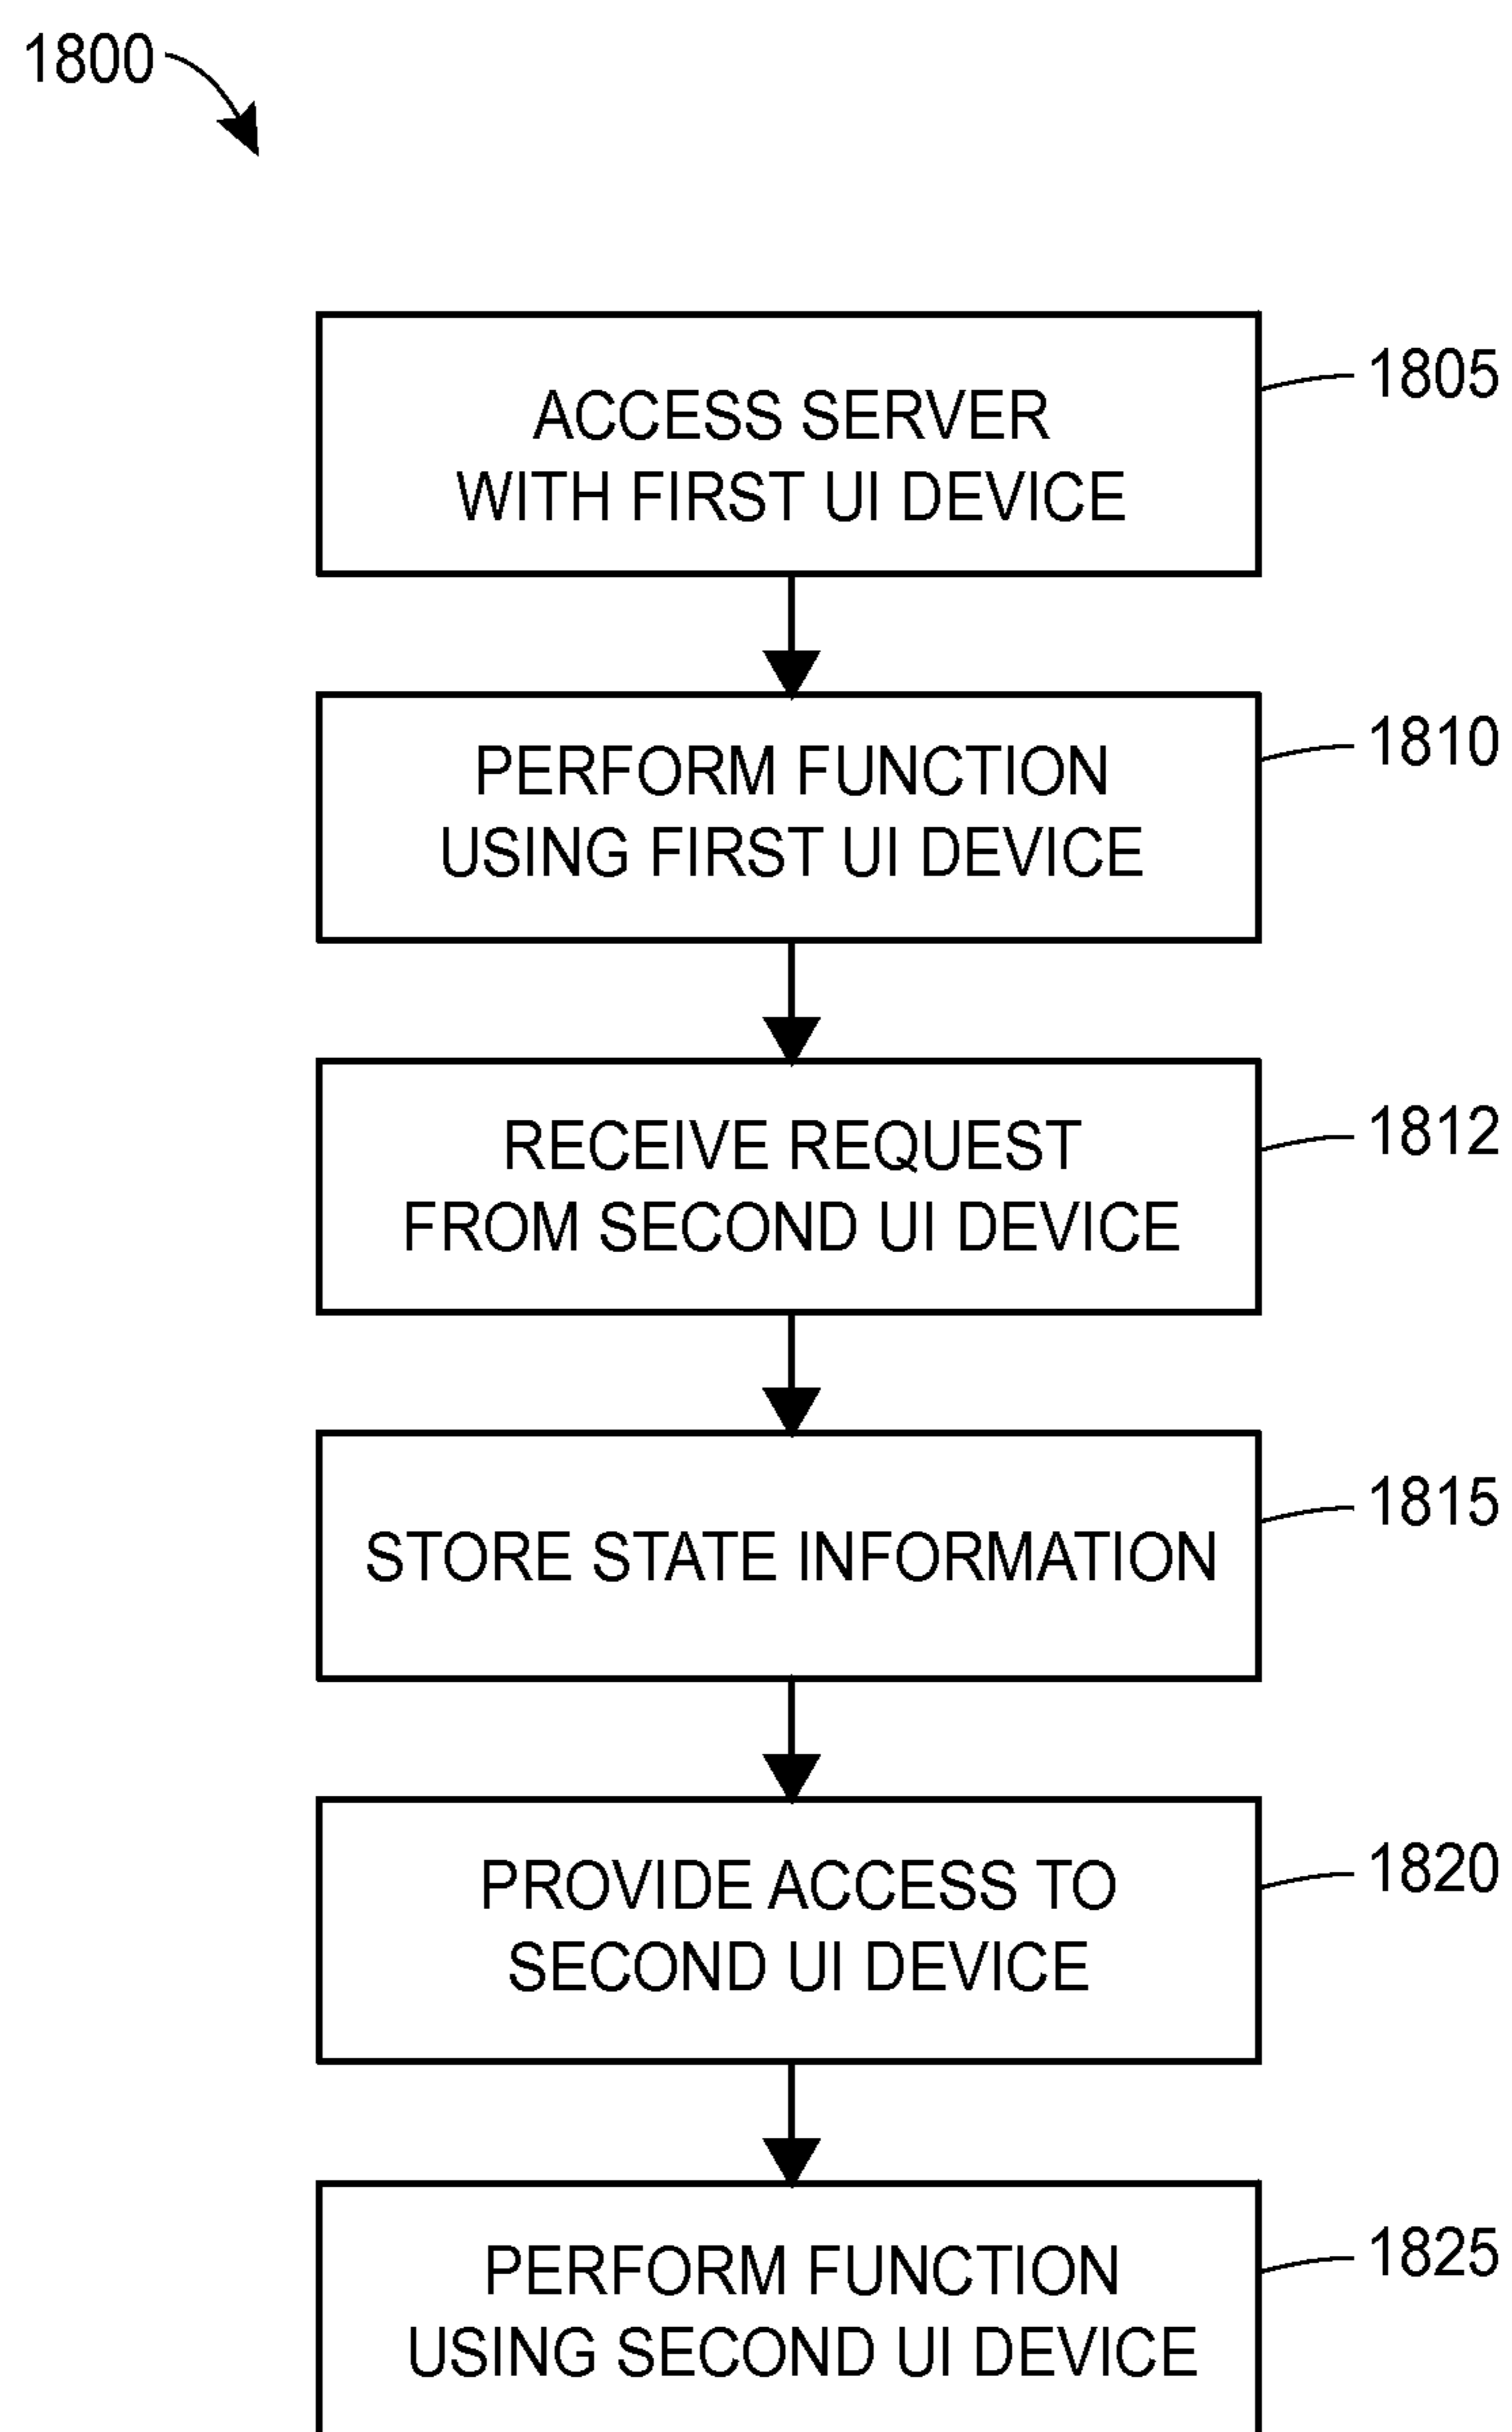 1800
ACCESS SERVER
WITH FIRST UI DEVICE
1805
PERFORM FUNCTION
USING FIRST UI DEVICE
1810
RECEIVE REQUEST
FROM SECOND UI DEVICE
1812
STORE STATE INFORMATION
1815
PROVIDE ACCESS TO
SECOND UI DEVICE
1820
PERFORM FUNCTION
USING SECOND UI DEVICE
1825